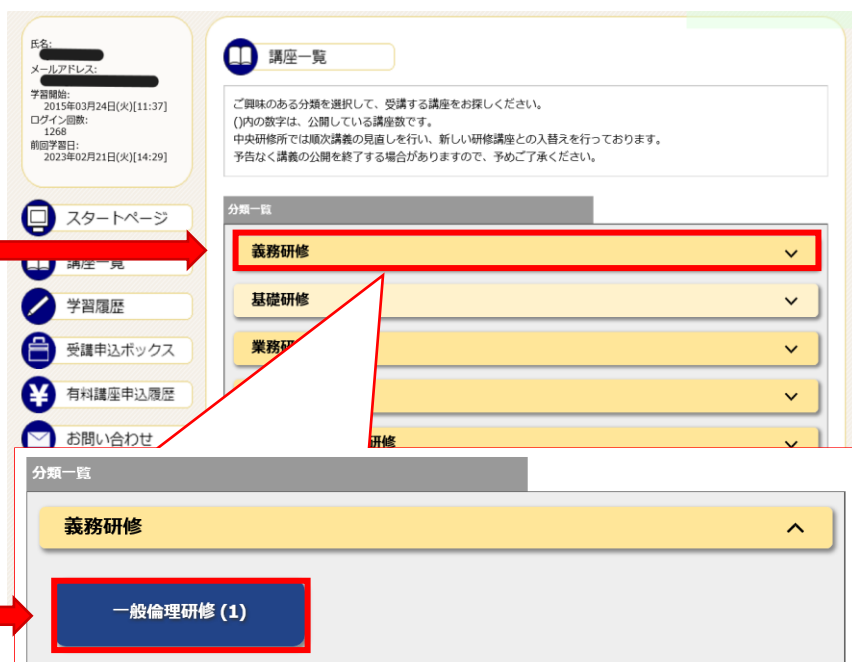 氏名:
メールアドレス:
学習開始:
2015年03月24日(火)[11:37]
ログイン回数:
1268
前回学習日:
2023年02月21日(火)[14:29]
スタートページ
講座一覧
学習履歴
受講申込ボックス
有料講座申込履歴
お問い合わせ
講座一覧
ご興味のある分類を選択して、受講する講座をお探しください。
()内の数字は、公開している講座数です。
中央研修所では順次講義の見直しを行い、新しい研修講座との入替えを行っております。
予告なく講義の公開を終了する場合がありますので、予めご了承ください。
分類一覧
義務研修
基礎研修
業務研
研修
分類一覧
義務研修
一般倫理研修 (1)